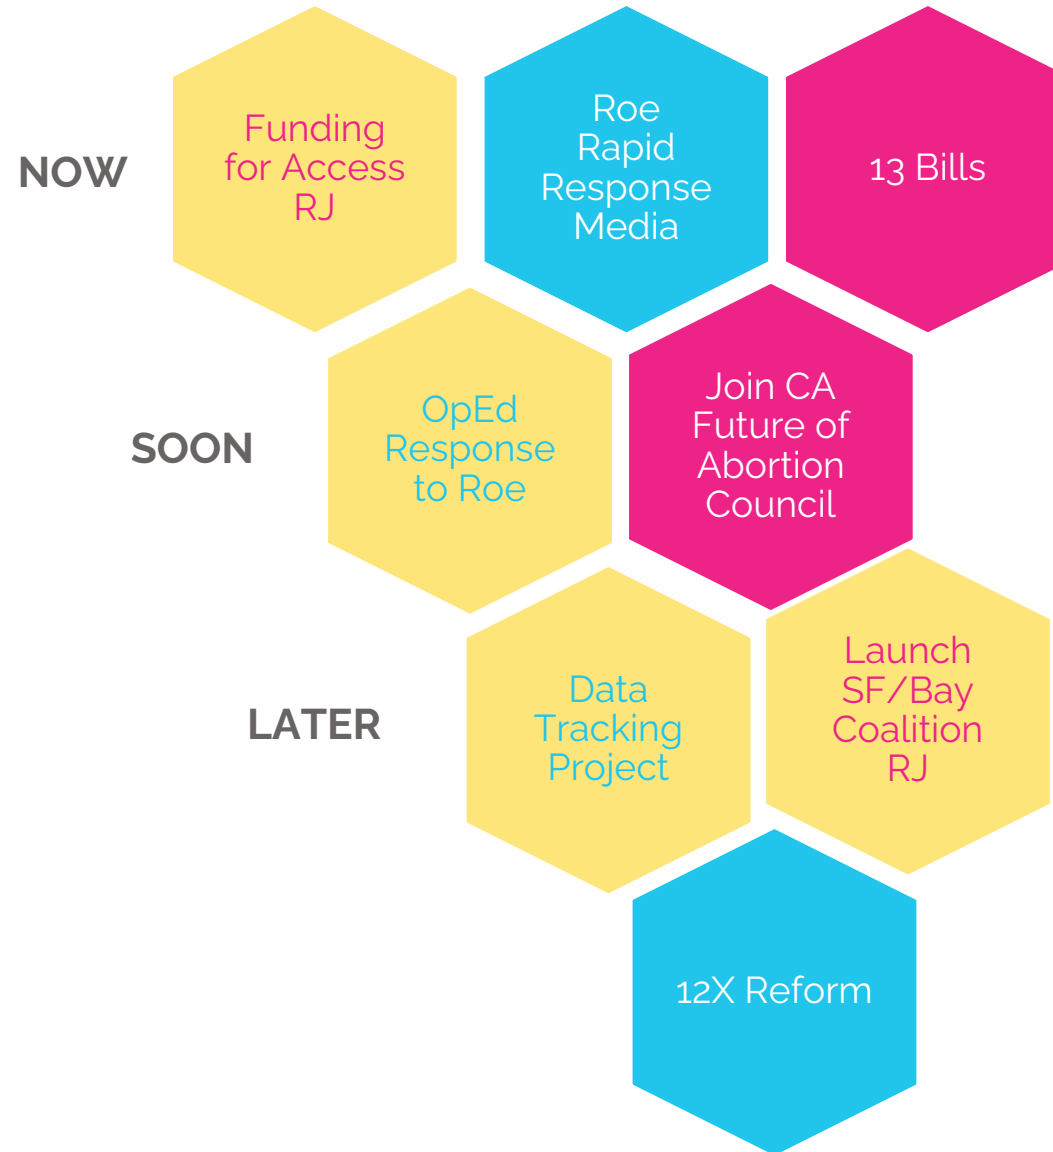 NOW
Funding
for Access
RJ
Roe
Rapid
Response
Media
13 Bills
SOON
OpEd
Response
to Roe
Join CA
Future of
Abortion
Council
LATER
Data
Tracking
Project
Launch
SF/Bay
Coalition
RJ
12X Reform